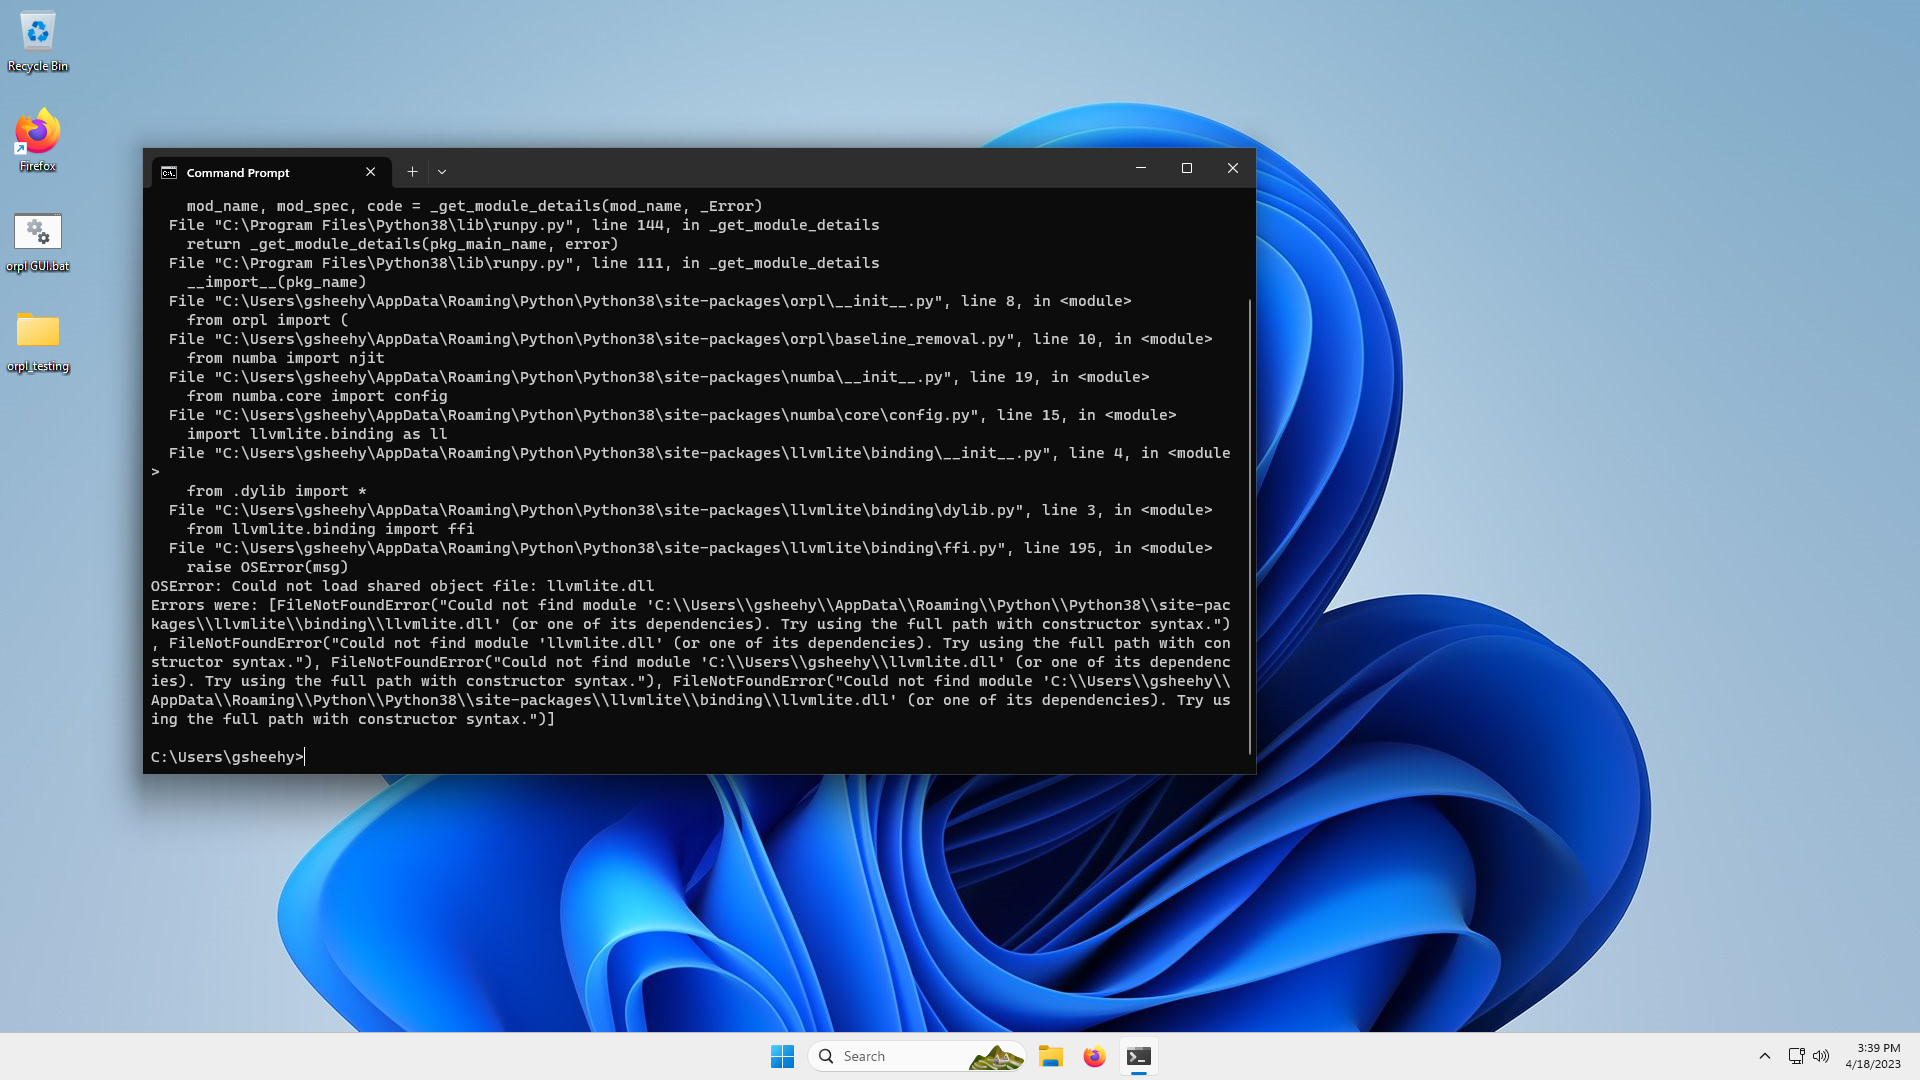 Recycle Bin
Firefox
orpl GUI.bat
orpl_testing
Command Prompt
mod_name, mod_spec, code = _get_module_details(mod_name, _Error)
File "C:\Program Files\Python38\lib\runpy.py", line 144, in _get_module_details
return _get_module_details(pkg_main_name, error)
File "C:\Program Files\Python38\lib\runpy.py", line 111, in _get_module_details
__import__(pkg_name)
File "C:\Users\gsheehy\AppData\Roaming\Python\Python38\site-packages\orpl\__init__.py", line 8, in <module>
from orpl import (
File "C:\Users\gsheehy\AppData\Roaming\Python\Python38\site-packages\orpl\baseline_removal.py", line 10, in <module>
from numba import njit
File "C:\Users\gsheehy\AppData\Roaming\Python\Python38\site-packages\numba\__init__.py", line 19, in <module>
from numba.core import config
File "C:\Users\gsheehy\AppData\Roaming\Python\Python38\site-packages\numba\core\config.py", line 15, in <module>
import llvmlite.binding as ll
File "C:\Users\gsheehy\AppData\Roaming\Python\Python38\site-packages\llvmlite\binding\__init__.py", line 4, in <module
>
from .dylib import *
File "C:\Users\gsheehy\AppData\Roaming\Python\Python38\site-packages\llvmlite\binding\dylib.py", line 3, in <module>
from llvmlite.binding import ffi
File "C:\Users\gsheehy\AppData\Roaming\Python\Python38\site-packages\llvmlite\binding\ffi.py", line 195, in <module>
raise OSError(msg)
OSError: Could not load shared object file: llvmlite.dll
Errors were: [FileNotFoundError("Could not find module 'C:\\Users\\gsheehy\\AppData\\Roaming\\Python\\Python38\\site-pac
kages\\llvmlite\\binding\\llvmlite.dll' (or one of its dependencies). Try using the full path with constructor syntax.")
, FileNotFoundError("Could not find module 'llvmlite.dll' (or one of its dependencies). Try using the full path with con
structor syntax."), FileNotFoundError("Could not find module 'C:\\Users\\gsheehy\\llvmlite.dll' (or one of its dependenc
ies). Try using the full path with constructor syntax."), FileNotFoundError("Could not find module 'C:\\Users\\gsheehy\\
AppData\\Roaming\\Python\\Python38\\site-packages\\llvmlite\\binding\\llvmlite.dll' (or one of its dependencies). Try us
ing the full path with constructor syntax.")]
C:\Users\gsheehy>
Search
3:39 PM
4/18/2023